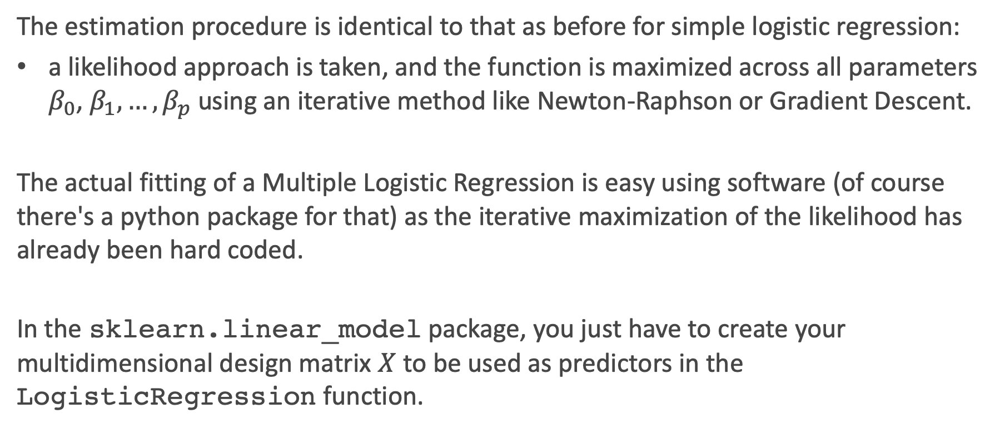 The estimation procedure is identical to that as before for simple logistic regression:
• a likelihood approach is taken, and the function is maximized across all parameters
β₀, β₁, … , βₚ using an iterative method like Newton-Raphson or Gradient Descent.
The actual fitting of a Multiple Logistic Regression is easy using software (of course
there's a python package for that) as the iterative maximization of the likelihood has
already been hard coded.
In the sklearn.linear_model package, you just have to create your
multidimensional design matrix X to be used as predictors in the
LogisticRegression function.